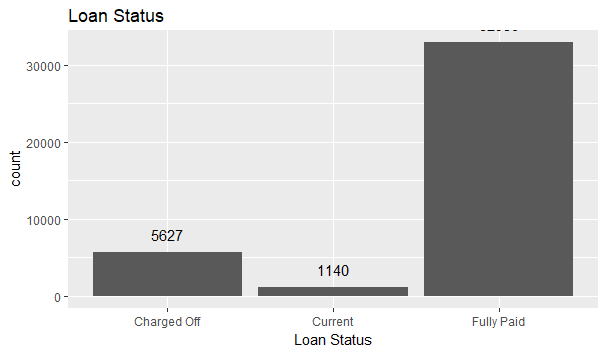 Loan Status
30000
20000
10000
0
count
5627
1140
Charged Off
Current
Fully Paid
Loan Status